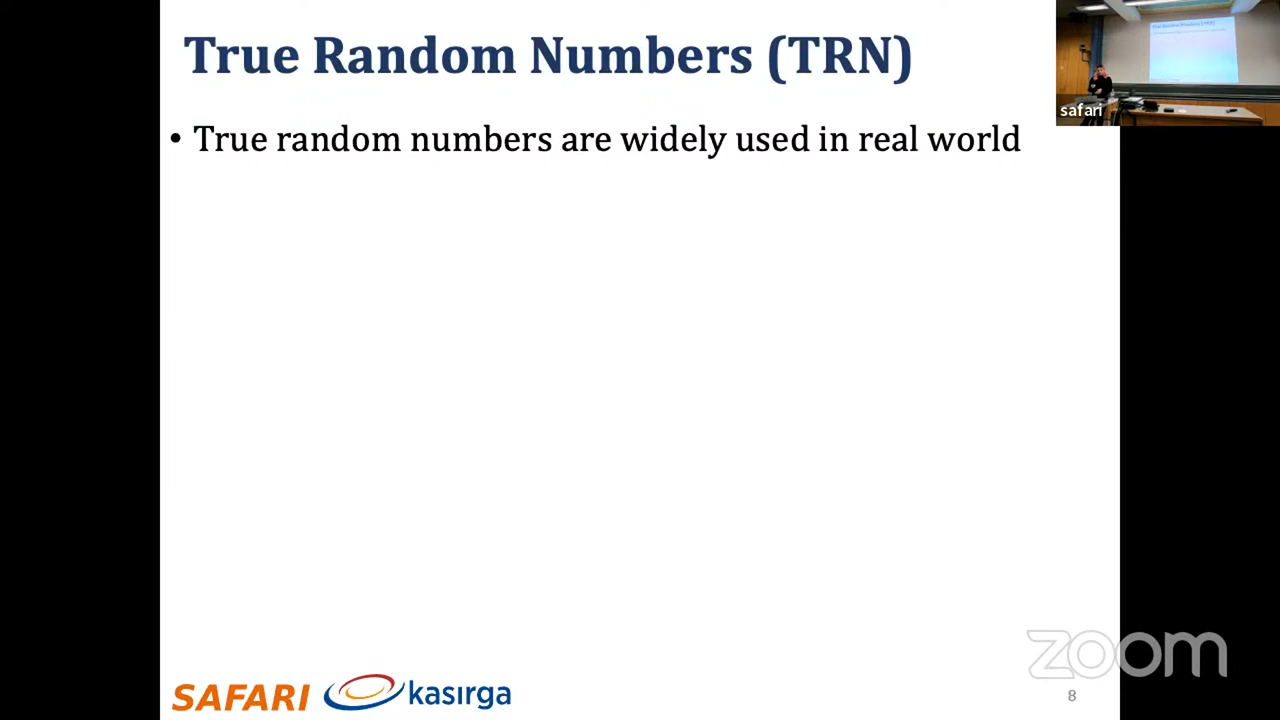 True Random Numbers (TRN)
safari
• True random numbers are widely used in real world
zoom
SAFARI kasırga
8